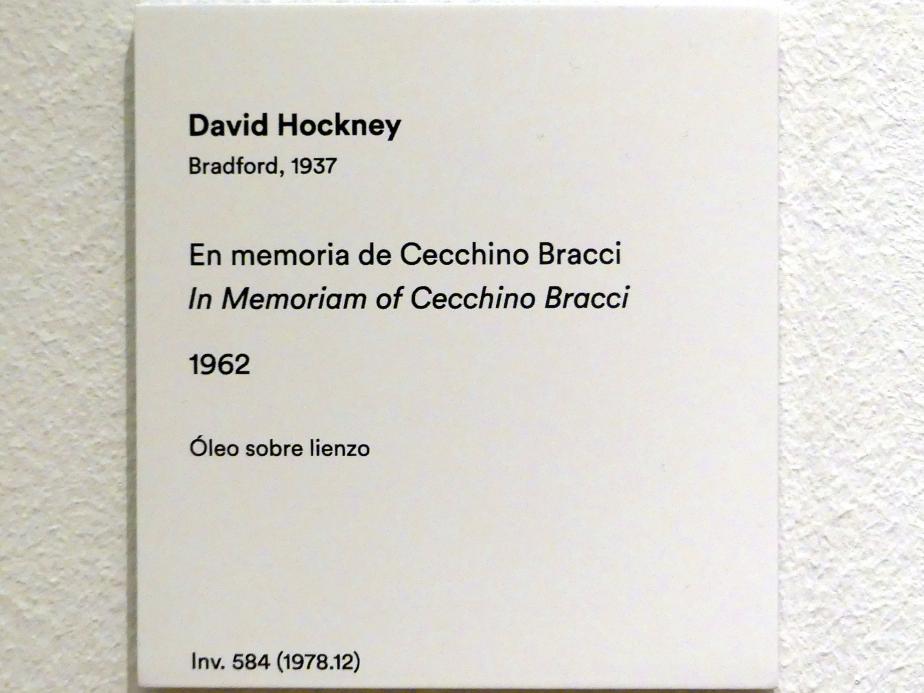 David Hockney
Bradford, 1937
En memoria de Cecchino Bracci
In Memoriam of Cecchino Bracci
1962
Óleo sobre lienzo
Inv. 584 (1978.12)